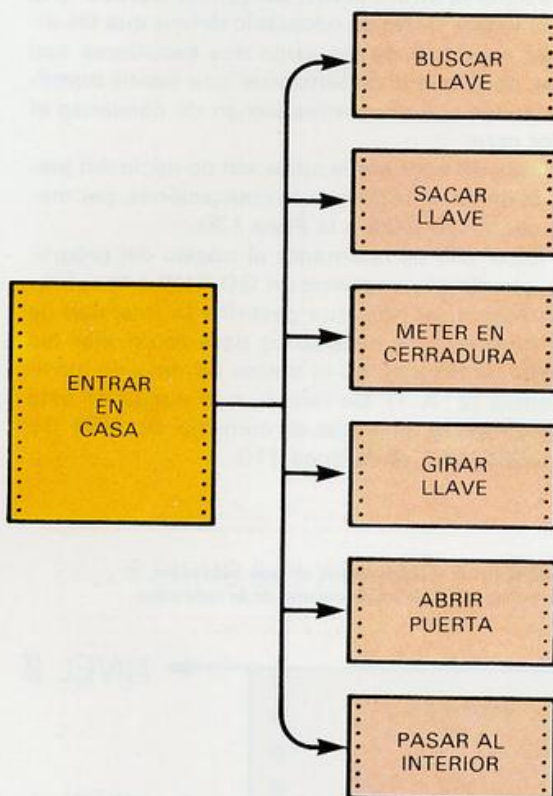 BUSCAR
LLAVE
SACAR
LLAVE
METER EN
CERRADURA
ENTRAR
EN
CASA
GIRAR
LLAVE
ABRIR
PUERTA
PASAR AL
INTERIOR